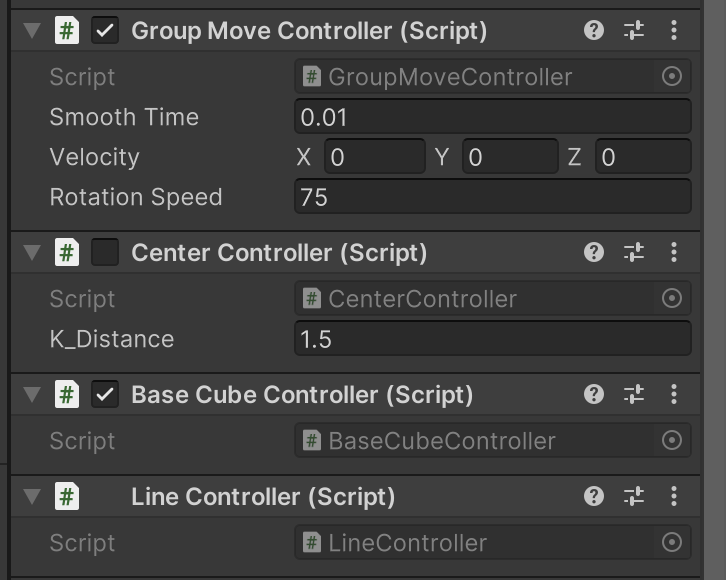 # Group Move Controller (Script)
Script # GroupMoveController
Smooth Time 0.01
Velocity X 0 Y 0 Z 0
Rotation Speed 75
# Center Controller (Script)
Script # CenterController
K_Distance 1.5
# Base Cube Controller (Script)
Script # BaseCubeController
# Line Controller (Script)
Script # LineController